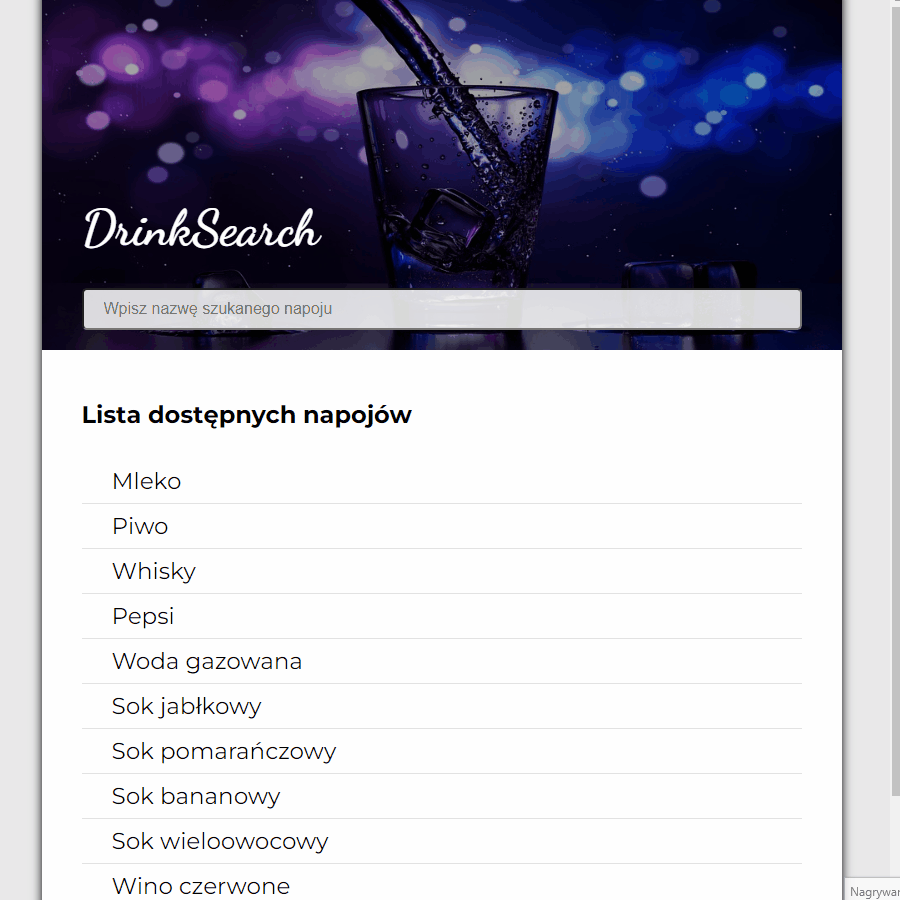 DrinkSearch
Wpisz nazwę szukanego napoju
Lista dostępnych napojów
Mleko
Piwo
Whisky
Pepsi
Woda gazowana
Sok jabłkowy
Sok pomarańczowy
Sok bananowy
Sok wieloowocowy
Wino czerwone
Nagrywar